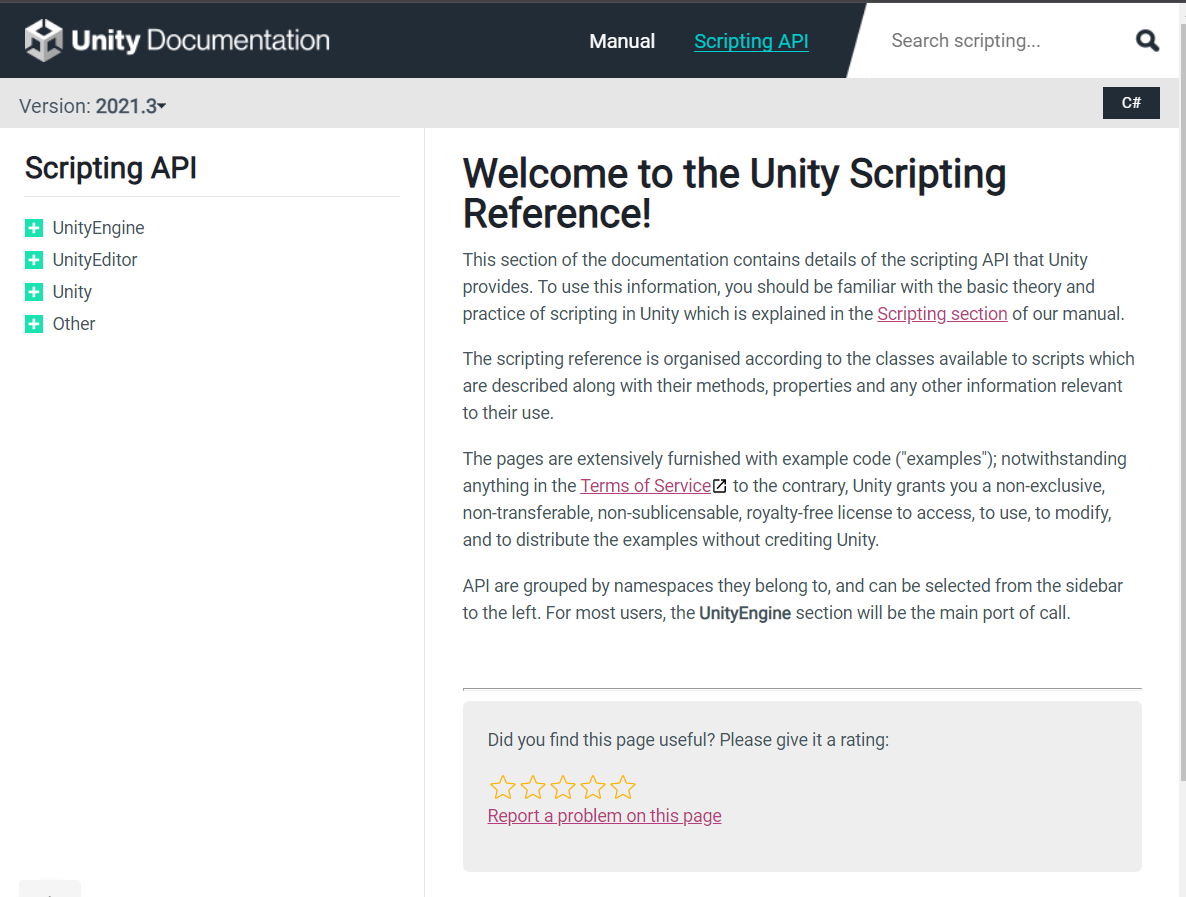 Unity Documentation
Manual
Scripting API
Search scripting...
Version: 2021.3
C#
Scripting API
UnityEngine
UnityEditor
Unity
Other
Welcome to the Unity Scripting
Reference!
This section of the documentation contains details of the scripting API that Unity
provides. To use this information, you should be familiar with the basic theory and
practice of scripting in Unity which is explained in the Scripting section of our manual.
The scripting reference is organised according to the classes available to scripts which
are described along with their methods, properties and any other information relevant
to their use.
The pages are extensively furnished with example code ("examples"); notwithstanding
anything in the Terms of Service to the contrary, Unity grants you a non-exclusive,
non-transferable, non-sublicensable, royalty-free license to access, to use, to modify,
and to distribute the examples without crediting Unity.
API are grouped by namespaces they belong to, and can be selected from the sidebar
to the left. For most users, the UnityEngine section will be the main port of call.
Did you find this page useful? Please give it a rating:
Report a problem on this page